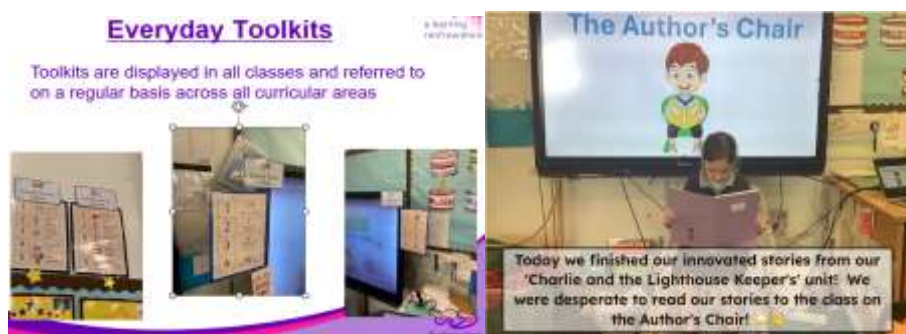 Everyday Toolkits
Toolkits are displayed in all classes and referred to
on a regular basis across all curricular areas
The Author's Chair
Today we finished our innovated stories from our
'Charlie and the Lighthouse Keeper's' unit! We
were desperate to read our stories to the class on
the Author's Chair!